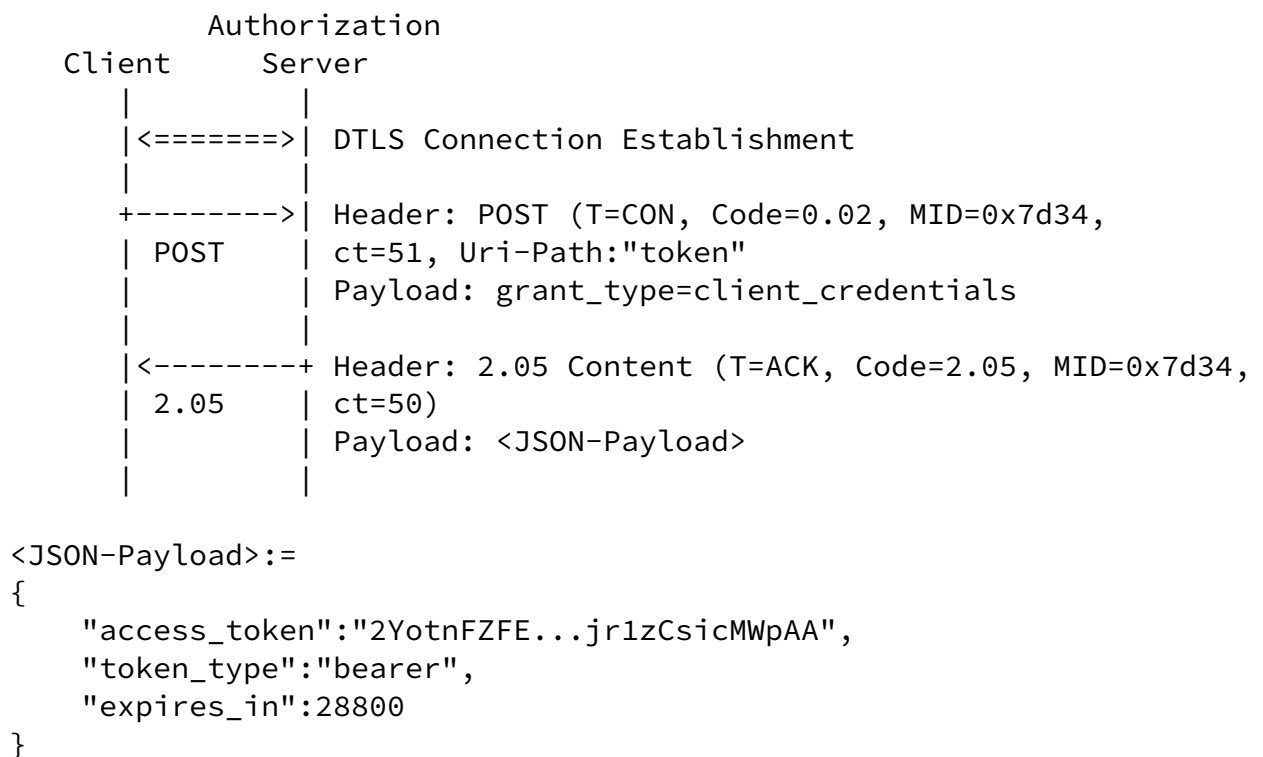 Authorization
   Client      Server
       |          |
       |<=======>| DTLS Connection Establishment
       |          |
       +-------->| Header: POST (T=CON, Code=0.02, MID=0x7d34,
       | POST     | ct=51, Uri-Path:"token"
       |          | Payload: grant_type=client_credentials
       |          |
       |<--------+ Header: 2.05 Content (T=ACK, Code=2.05, MID=0x7d34,
       | 2.05     | ct=50)
       |          | Payload: <JSON-Payload>
       |          |
<JSON-Payload>:=
{
    "access_token":"2YotnFZFE...jr1zCsicMWpAA",
    "token_type":"bearer",
    "expires_in":28800
}